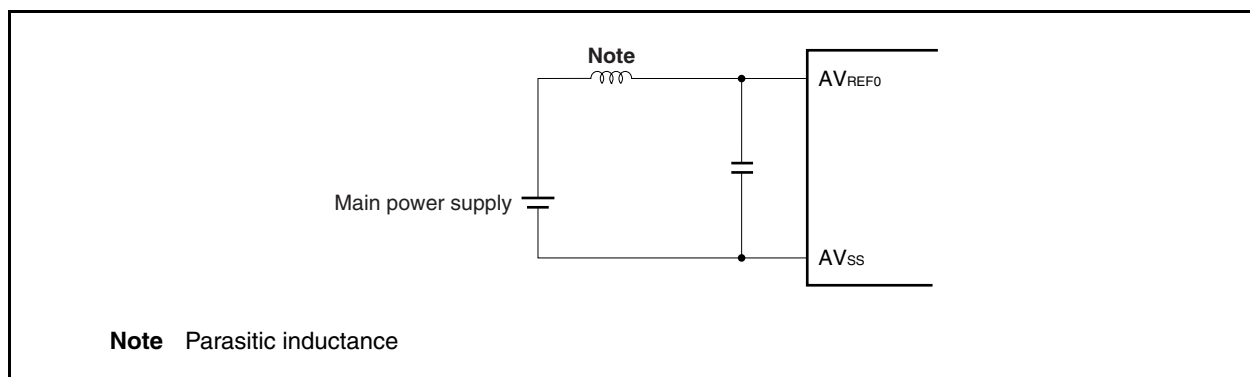 Note
AVREF0
Main power supply
AVSS
Note Parasitic inductance